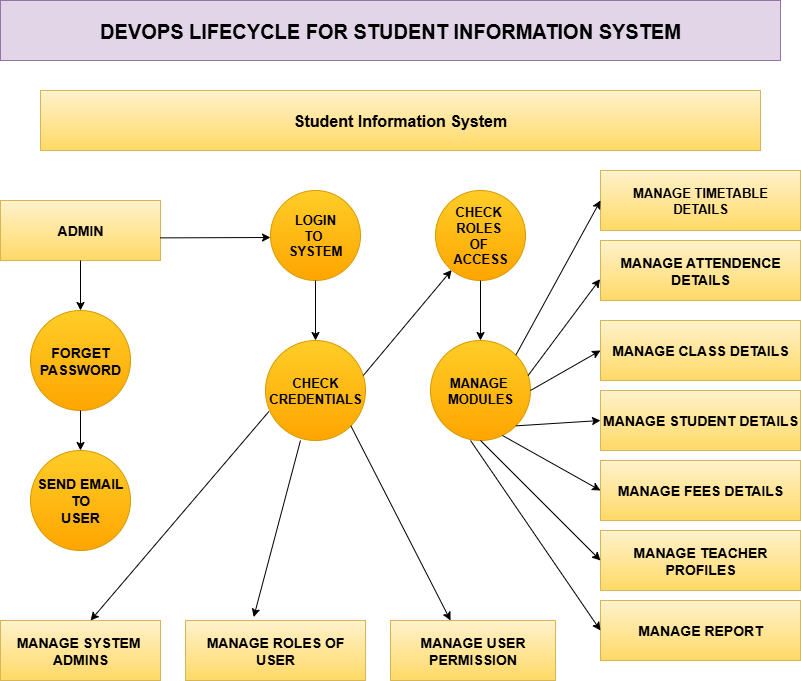 DEVOPS LIFECYCLE FOR STUDENT INFORMATION SYSTEM
Student Information System
ADMIN
LOGIN
TO
SYSTEM
CHECK
ROLES
OF
ACCESS
MANAGE TIMETABLE
DETAILS
MANAGE ATTENDENCE
DETAILS
FORGET
PASSWORD
CHECK
CREDENTIALS
MANAGE
MODULES
MANAGE CLASS DETAILS
MANAGE STUDENT DETAILS
SEND EMAIL
TO
USER
MANAGE FEES DETAILS
MANAGE TEACHER
PROFILES
MANAGE SYSTEM
ADMINS
MANAGE ROLES OF
USER
MANAGE USER
PERMISSION
MANAGE REPORT